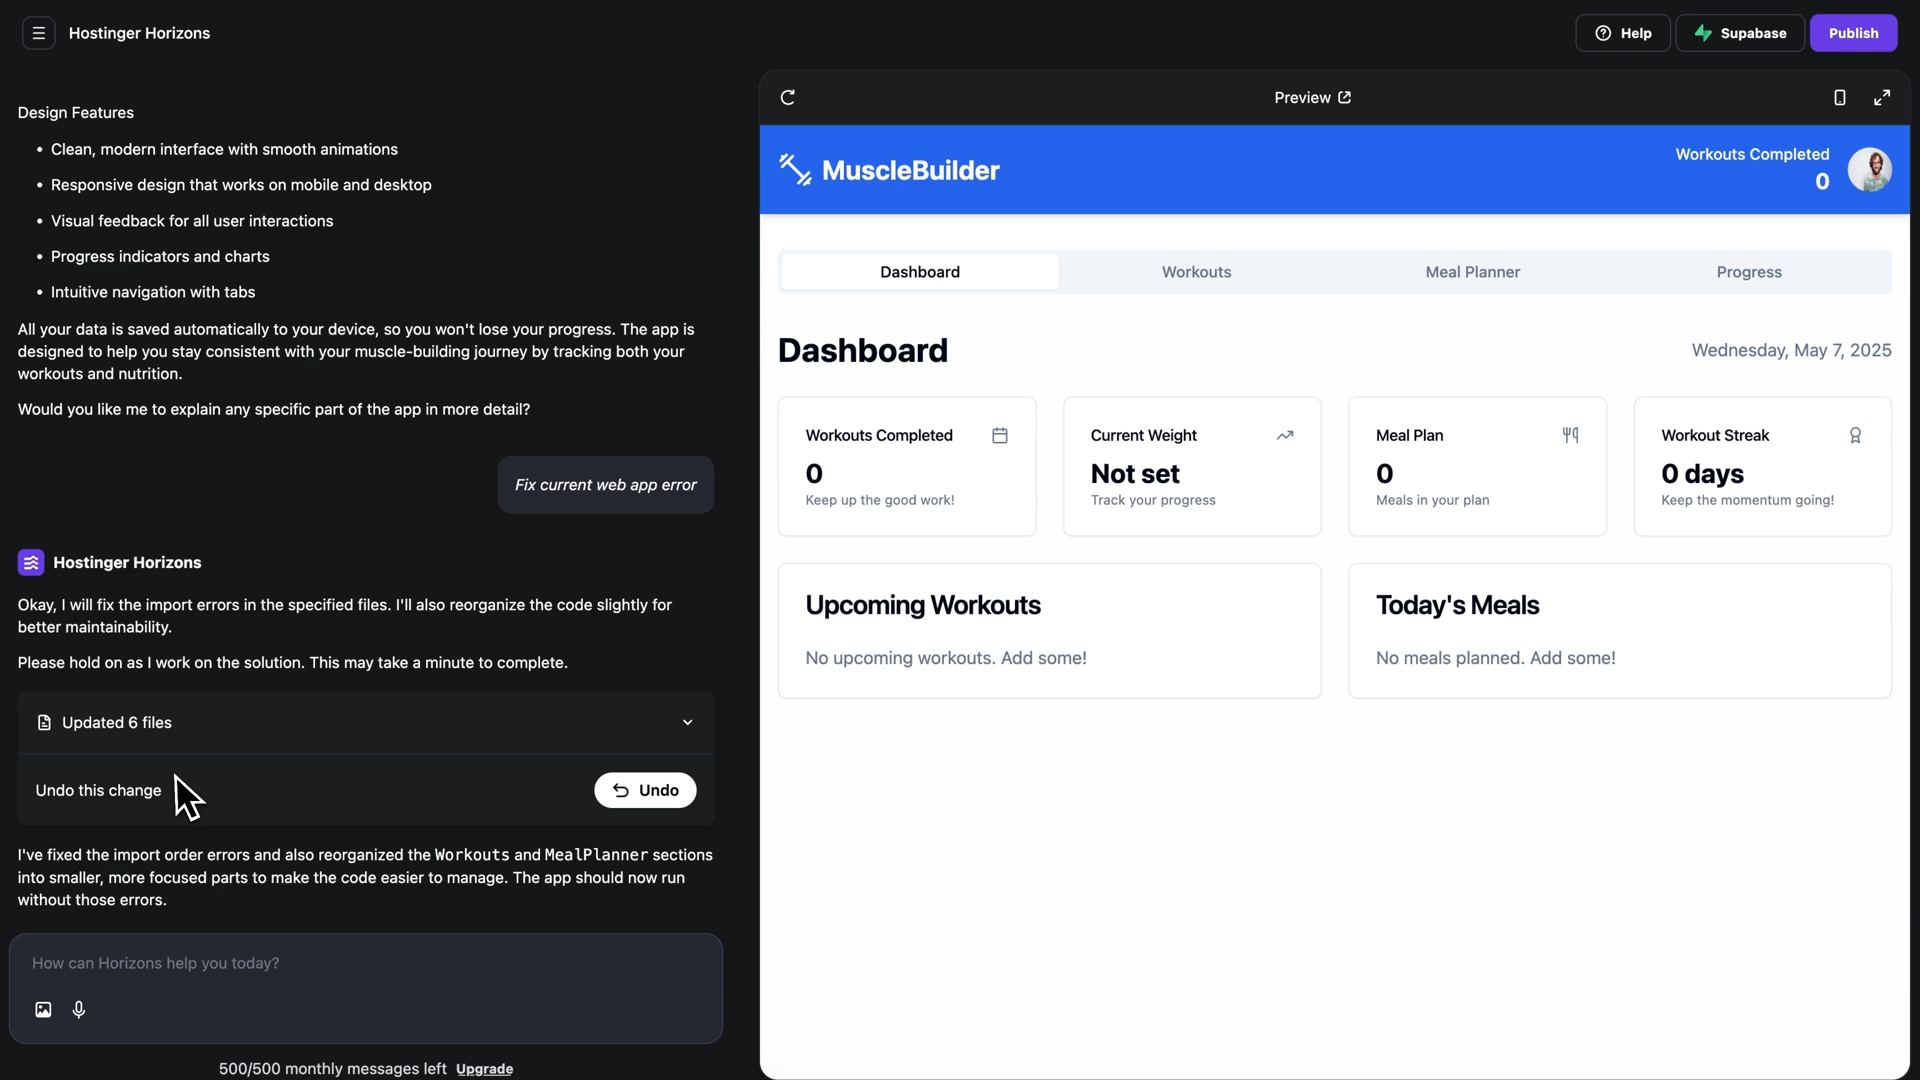 Hostinger Horizons
Help
Supabase
Publish
Design Features
• Clean, modern interface with smooth animations
• Responsive design that works on mobile and desktop
• Visual feedback for all user interactions
• Progress indicators and charts
• Intuitive navigation with tabs
All your data is saved automatically to your device, so you won't lose your progress. The app is
designed to help you stay consistent with your muscle-building journey by tracking both your
workouts and nutrition.
Would you like me to explain any specific part of the app in more detail?
Fix current web app error
Hostinger Horizons
Okay, I will fix the import errors in the specified files. I'll also reorganize the code slightly for
better maintainability.
Please hold on as I work on the solution. This may take a minute to complete.
Updated 6 files
Undo this change
Undo
I've fixed the import order errors and also reorganized the Workouts and MealPlanner sections
into smaller, more focused parts to make the code easier to manage. The app should now run
without those errors.
How can Horizons help you today?
500/500 monthly messages left Upgrade
Preview
MuscleBuilder
Workouts Completed
0
Dashboard
Workouts
Meal Planner
Progress
Dashboard
Wednesday, May 7, 2025
Workouts Completed
0
Keep up the good work!
Current Weight
Not set
Track your progress
Meal Plan
0
Meals in your plan
Workout Streak
0 days
Keep the momentum going!
Upcoming Workouts
No upcoming workouts. Add some!
Today's Meals
No meals planned. Add some!